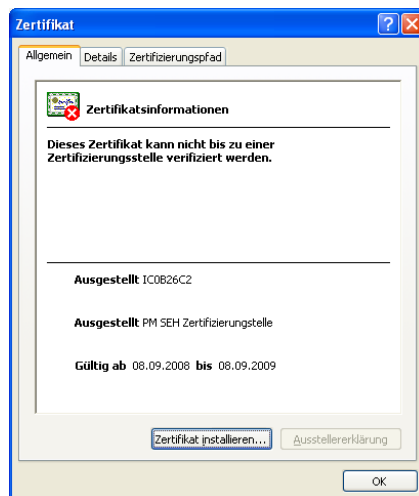 Zertifikat
Allgemein Details Zertifizierungspfad
Zertifikatsinformationen
Dieses Zertifikat kann nicht bis zu einer
Zertifizierungsstelle verifiziert werden.
Ausgestellt IC0B26C2
Ausgestellt PM SEH Zertifizierungstelle
Gültig ab 08.09.2008 bis 08.09.2009
Zertifikat installieren... Ausstellererklärung
OK